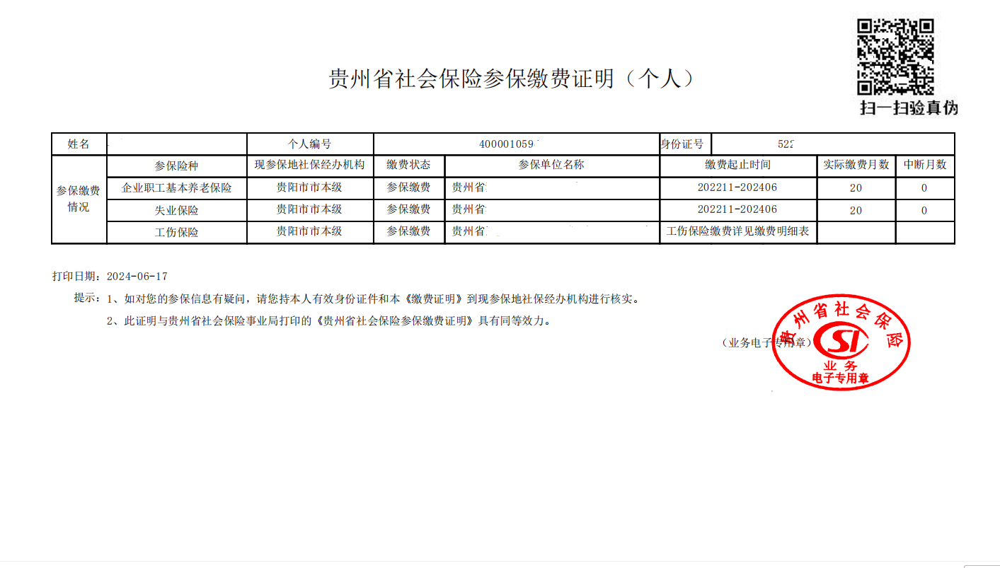 扫一扫验真伪
贵州省社会保险参保缴费证明（个人）
姓名 个人编号 400001059 身份证号 522
参保缴费情况 参保险种 现参保地社保经办机构 缴费状态 参保单位名称 缴费起止时间 实际缴费月数 中断月数
企业职工基本养老保险 贵阳市市本级 参保缴费 贵州省 202211-202406 20 0
失业保险 贵阳市市本级 参保缴费 贵州省 202211-202406 20 0
工伤保险 贵阳市市本级 参保缴费 贵州省 工伤保险缴费详见缴费明细表
打印日期：2024-06-17
提示：1、如对您的参保信息有疑问，请您持本人有效身份证件和本《缴费证明》到现参保地社保经办机构进行核实。
2、此证明与贵州省社会保险事业局打印的《贵州省社会保险参保缴费证明》具有同等效力。
（业务电子专用章）
贵州省社会保险
业务
电子专用章